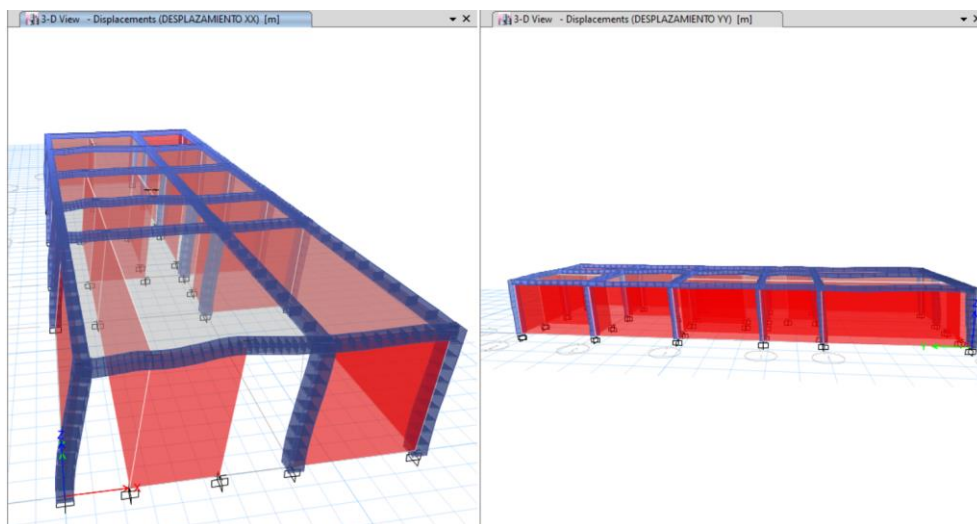 3-D View - Displacements (DESPLAZAMIENTO XX) [m]
3-D View - Displacements (DESPLAZAMIENTO YY) [m]
Z
X